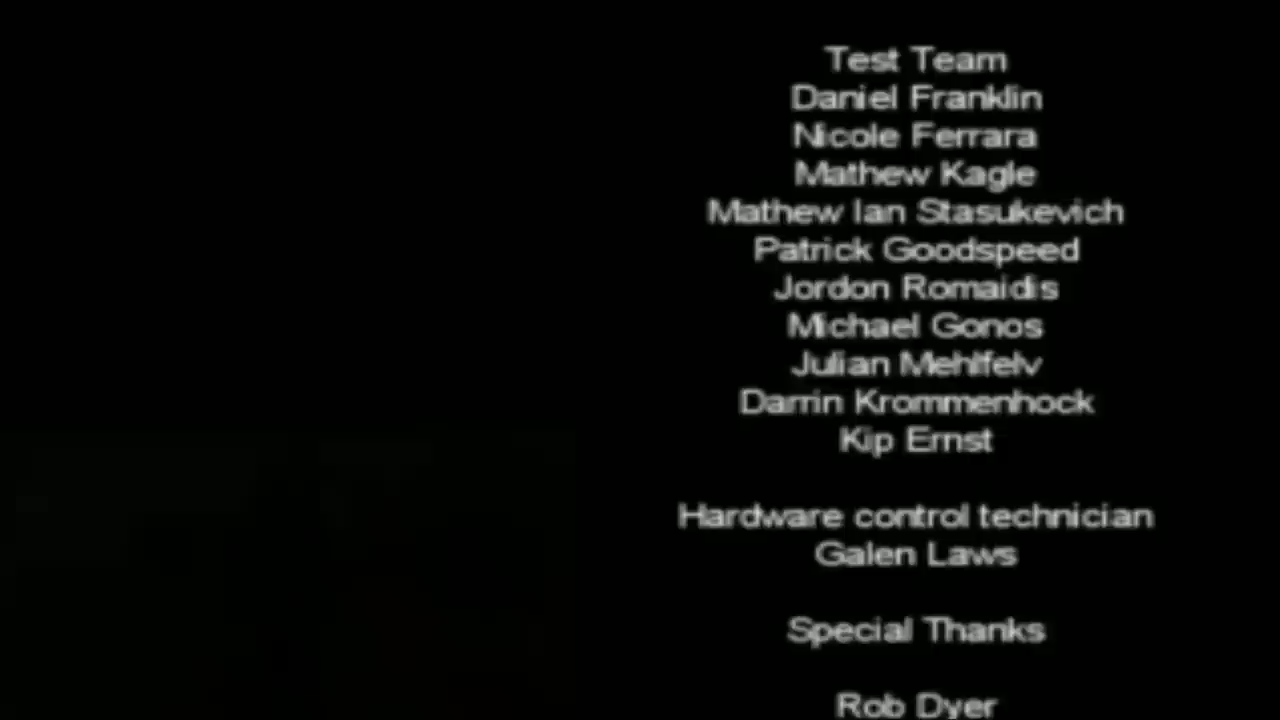 Test Team
Daniel Franklin
Nicole Ferrara
Mathew Kagle
Mathew Ian Stasukevich
Patrick Goodspeed
Jordon Romaidis
Michael Gonos
Julian Mehlfelv
Darrin Krommenhock
Kip Ernst
Hardware control technician
Galen Laws
Special Thanks
Rob Dyer